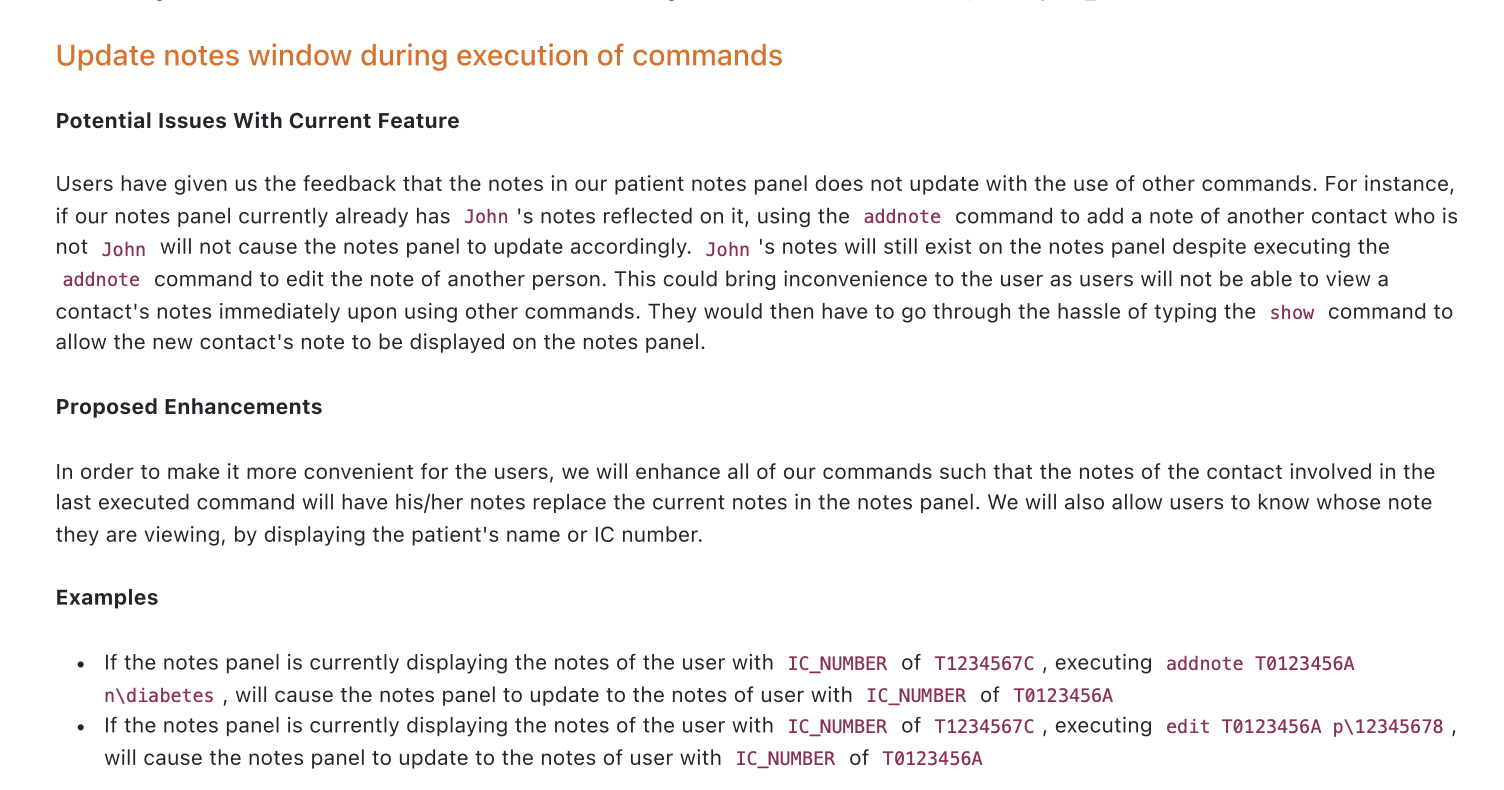 Update notes window during execution of commands
Potential Issues With Current Feature
Users have given us the feedback that the notes in our patient notes panel does not update with the use of other commands. For instance,
if our notes panel currently already has John 's notes reflected on it, using the addnote command to add a note of another contact who is
not John will not cause the notes panel to update accordingly. John 's notes will still exist on the notes panel despite executing the
addnote command to edit the note of another person. This could bring inconvenience to the user as users will not be able to view a
contact's notes immediately upon using other commands. They would then have to go through the hassle of typing the show command to
allow the new contact's note to be displayed on the notes panel.
Proposed Enhancements
In order to make it more convenient for the users, we will enhance all of our commands such that the notes of the contact involved in the
last executed command will have his/her notes replace the current notes in the notes panel. We will also allow users to know whose note
they are viewing, by displaying the patient's name or IC number.
Examples
• If the notes panel is currently displaying the notes of the user with IC_NUMBER of T1234567C , executing addnote T0123456A
n\diabetes , will cause the notes panel to update to the notes of user with IC_NUMBER of T0123456A
• If the notes panel is currently displaying the notes of the user with IC_NUMBER of T1234567C , executing edit T0123456A p\12345678 ,
will cause the notes panel to update to the notes of user with IC_NUMBER of T0123456A